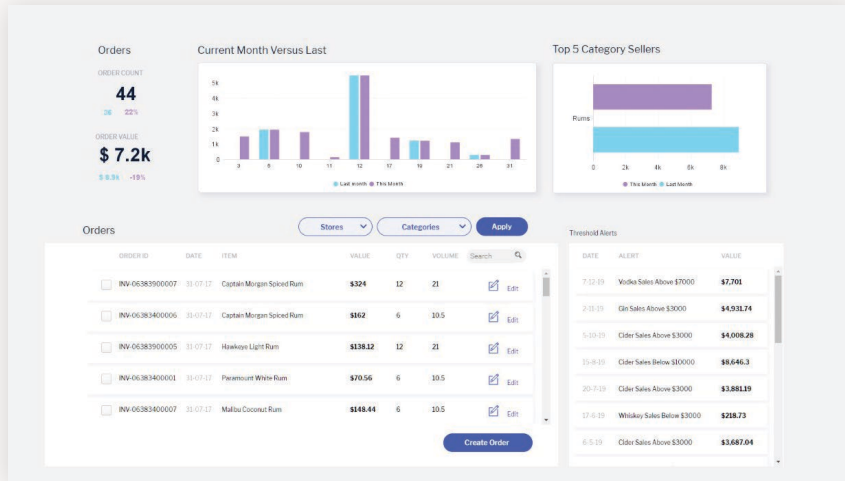 Orders
Current Month Versus Last
Top 5 Category Sellers
ORDER COUNT
44
22%
ORDER VALUE
$ 7.2k
-19%
5k
4k
3k
2k
1k
0
3 9 10 11 12 17 19 21 28 31
Last month This Month
Rums
0 2k 4k 6k 8k
This Month Last Month
Orders
Stores Categories Apply
ORDER ID DATE ITEM VALUE QTY VOLUME Search
INV-06383900007 31-07-17 Captain Morgan Spiced Rum $324 12 21 Edit
INV-06383400006 31-07-17 Captain Morgan Spiced Rum $162 6 10.5 Edit
INV-06383900005 31-07-17 Hawkeye Light Rum $138.12 12 21 Edit
INV-06383400001 31-07-17 Paramount White Rum $70.56 6 10.5 Edit
INV-06383400007 31-07-17 Malibu Coconut Rum $148.44 6 10.5 Edit
Create Order
Threshold Alerts
DATE ALERT VALUE
7-12-19 Vodka Sales Above $7000 $7,701
2-11-19 Gin Sales Above $3000 $4,931.74
5-10-19 Cider Sales Above $3000 $4,008.28
15-9-19 Cider Sales Below $10000 $8,646.3
20-7-19 Cider Sales Above $3000 $3,881.19
17-6-19 Whiskey Sales Below $3000 $218.73
6-5-19 Cider Sales Above $3000 $3,687.04